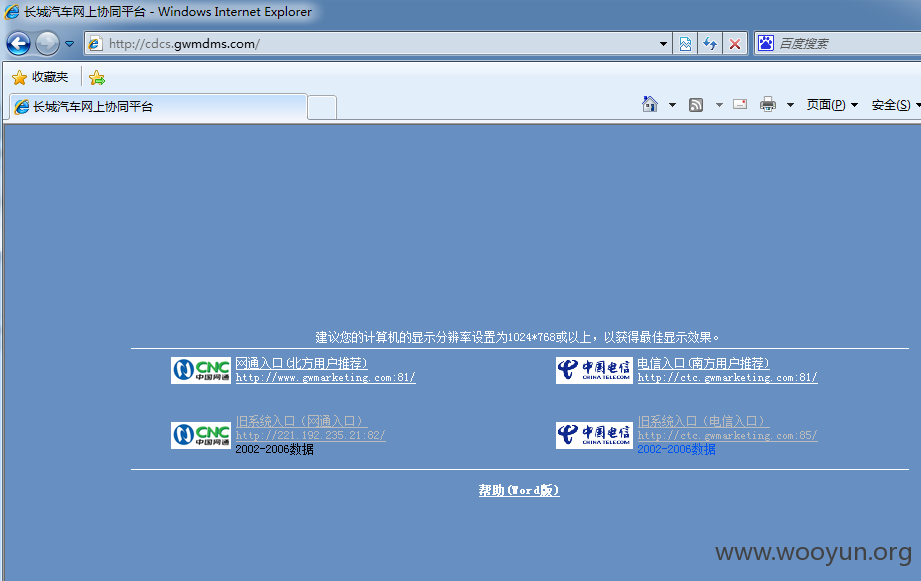 长城汽车网上协同平台 - Windows Internet Explorer
http://cdcs.gwmdms.com/
百度搜索
收藏夹
长城汽车网上协同平台
页面(P)
安全(S)
建议您的计算机的显示分辨率设置为1024*768或以上，以获得最佳显示效果。
CNC 中国网通
网通入口(北方用户推荐)
http://www.gwmarketing.com:81/
中国电信 CHINA TELECOM
电信入口(南方用户推荐)
http://ctc.gwmarketing.com:81/
CNC 中国网通
旧系统入口（网通入口）
http://221.192.235.21:82/
2002-2006数据
中国电信 CHINA TELECOM
旧系统入口（电信入口）
http://ctc.gwmarketing.com:85/
2002-2006数据
帮助(Word版)
www.wooyun.org